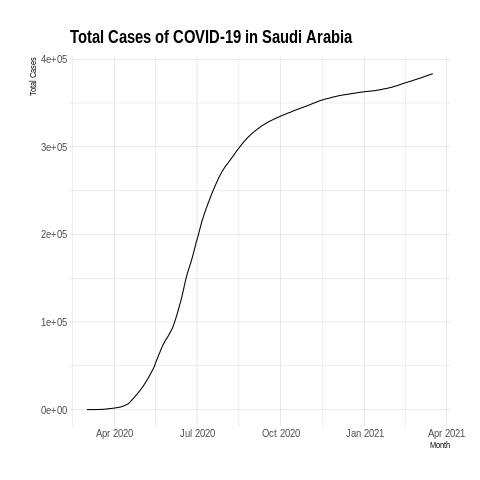 Total Cases of COVID-19 in Saudi Arabia
Total Cases
4e+05
3e+05
2e+05
1e+05
0e+00
Apr 2020 Jul 2020 Oct 2020 Jan 2021 Apr 2021
Month